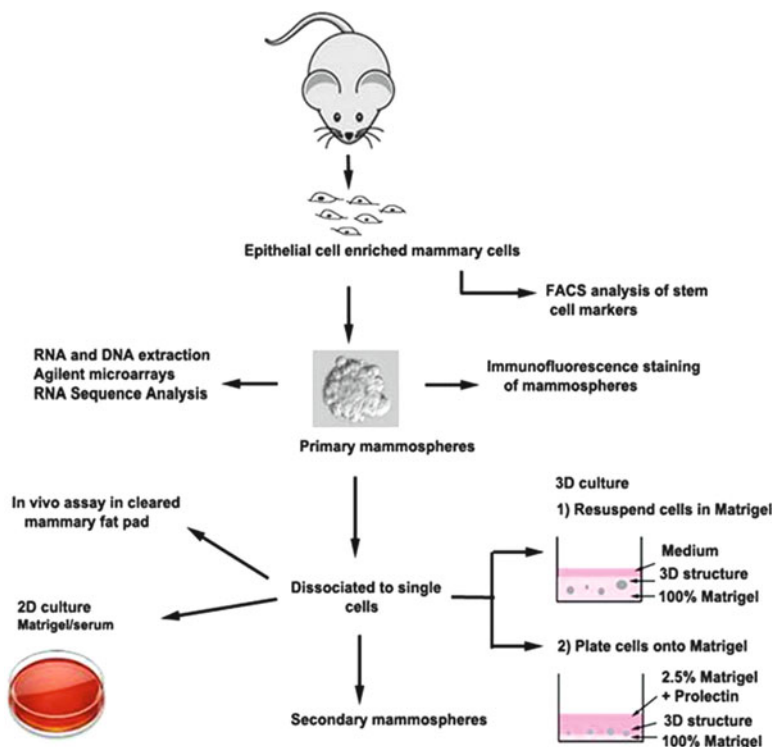 Epithelial cell enriched mammary cells
FACS analysis of stem
cell markers
RNA and DNA extraction
Agilent microarrays
RNA Sequence Analysis
Immunofluorescence staining
of mammospheres
Primary mammospheres
In vivo assay in cleared
mammary fat pad
3D culture
1) Resuspend cells in Matrigel
Medium
3D structure
100% Matrigel
Dissociated to single
cells
2D culture
Matrigel/serum
2) Plate cells onto Matrigel
2.5% Matrigel
+ Prolectin
3D structure
100% Matrigel
Secondary mammospheres